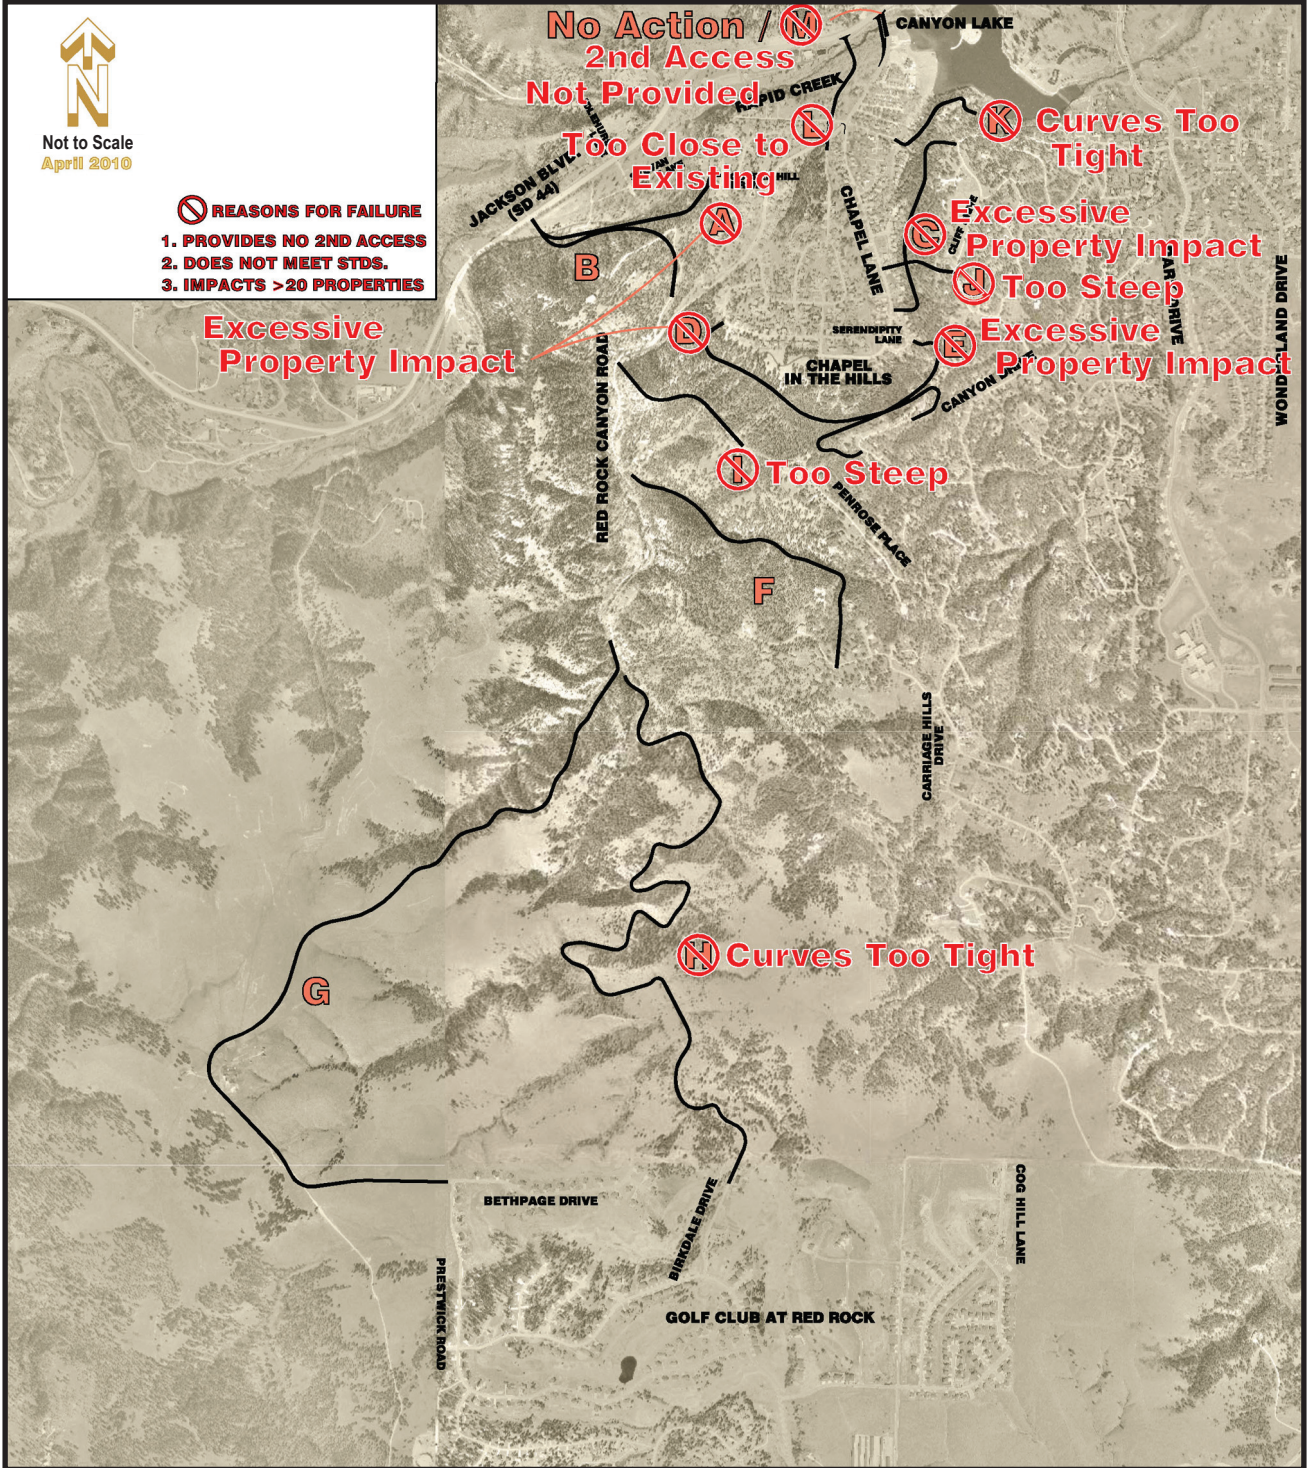 N
Not to Scale
April 2010
REASONS FOR FAILURE
1. PROVIDES NO 2ND ACCESS
2. DOES NOT MEET STDS.
3. IMPACTS >20 PROPERTIES
No Action / M
2nd Access
Not Provided
CANYON LAKE
RAPID CREEK
L
Too Close to
Existing
K
Curves Too
Tight
JACKSON BLVD
(SD 44)
HILL
A
B
Excessive
Property Impact
CHAPEL LANE
C
Excessive
Property Impact
J
Too Steep
DRIVE
WONDERLAND DRIVE
D
SERENDIPITY
LANE
E
Excessive
Property Impact
CHAPEL
IN THE HILLS
CANYON
RED ROCK CANYON ROAD
I
Too Steep
PENROSE PLACE
F
CARRIAGE HILLS
DRIVE
H
Curves Too Tight
G
BETHPAGE DRIVE
BIRKDALE DRIVE
COG HILL LANE
PRESTWICK ROAD
GOLF CLUB AT RED ROCK